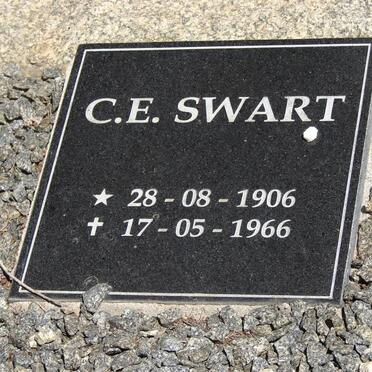 C.E. SWART
★ 28 - 08 - 1906
✝ 17 - 05 - 1966